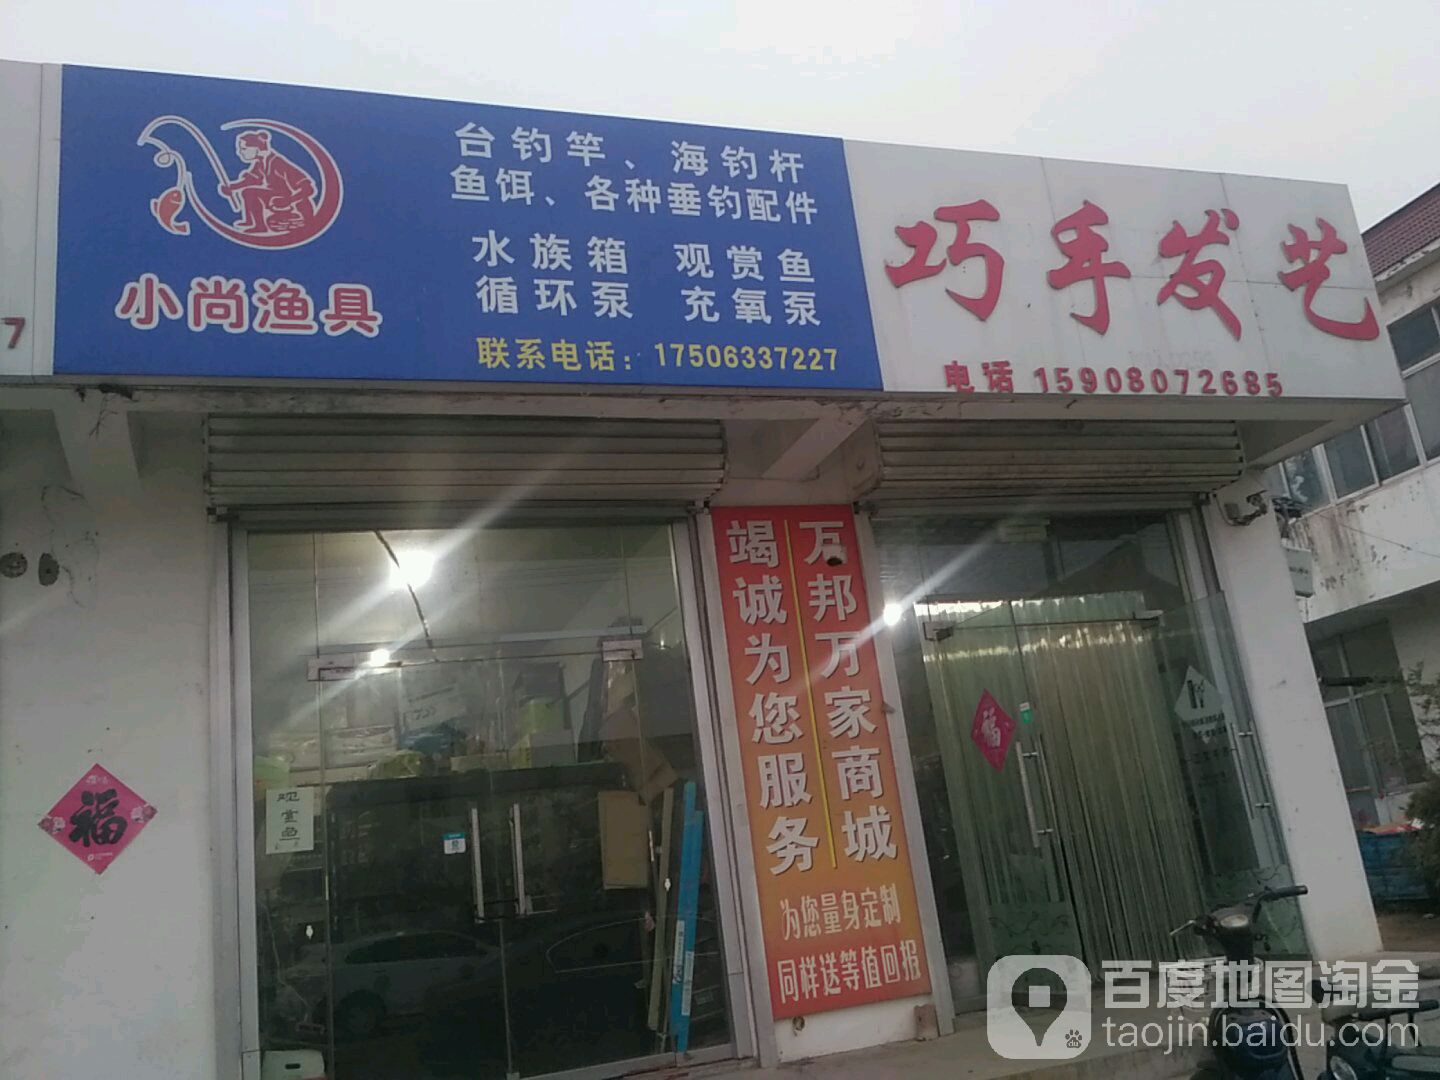 7
小尚渔具
台钓竿、海钓杆
鱼饵、各种垂钓配件
水族箱 观赏鱼
循环泵 充氧泵
联系电话：17506337227
巧手发艺
电话 15908072685
万邦万家商城
竭诚为您服务
为您量身定制
同样送等值回报
观赏鱼
福
福
百度地图淘金
taojin.baidu.com